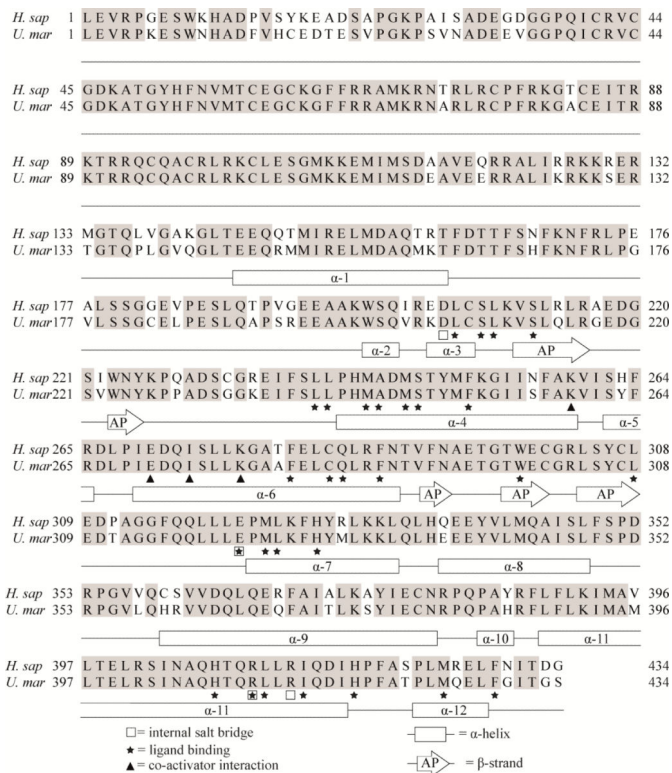 H. sap 1 LEVRPGESWKHADPVSYKEADSAPGKPAISADEGDGGPQICRVC 44
U. mar 1 LEVRPKESWNHADFVHCEDTESVPGKPSVNADEEVGGPQICRVC 44
H. sap 45 GDKATGYHFNVMTCEGCKGFFRRAMKRNTRLRCPFRKGTCEITR 88
U. mar 45 GDKATGYHFNVMTCEGCKGFFRRAMKRNARLRCPFRKGACEITR 88
H. sap 89 KTRRQCQACRLRKCLESGMKKEMIMSDAAVEQRRALIRRKKRER 132
U. mar 89 KTRRQCQACRLRKCLESGMKKEMIMSDEAVEERRALIKRKKSER 132
H. sap 133 MGTQLVGAKGLTEEQQTMIRELMDAQTRTFDTTFSNFKNFRLPE 176
U. mar 133 TGTQPLGVQGLTEEQRMMIRELMDAQMKTFDTTFSHFKNFRLPG 176
α-1
H. sap 177 ALSSGGEVPESLQTPVGEEAAKWSQIREDLCSLKVSLRLRAEDG 220
U. mar 177 VLSSGCELPESLQAPSREEAAKWSQVRKDLCSLKVSLQLRGEDG 220
α-2 α-3 AP
H. sap 221 SIWNYKPQADSCGREIFSLLPHMADMSTYMFKGIINFAKVISHF 264
U. mar 221 SVWNYKPPADSGGKEIFSLLPHMADMSTYMFKGIISFAKVISYF 264
AP α-4 α-5
H. sap 265 RDLPIEDQISLLKGATFELCQLRFNTVFNAETGTWECGRLSYCL 308
U. mar 265 RDLPIEDQISLLKGAAFELCQLRFNTVFNAETGTWECGRLSYCL 308
α-6 AP AP AP
H. sap 309 EDPAGGFQQLLLEPMLKFHYRLKKLQLHQEEYVLMQAISLFSPD 352
U. mar 309 EDTAGGFQQLLLEPMLKFHYMLKKLQLHEEEYVLMQAISLFSPD 352
α-7 α-8
H. sap 353 RPGVVQCSVVDQLQERFAIALKAYIECNRPQPAYRFLFLKIMAV 396
U. mar 353 RPGVLQHRVVDQLQEQFAITLKSYIECNRPQPAHRFLFLKIMAM 396
α-9 α-10 α-11
H. sap 397 LTELRSINAQHTQRLLRIQDIHPFASPLMRELFNITDG 434
U. mar 397 LTELRSINAQHTQRLLRIQDIHPFATPLMQELFGITGS 434
α-11 α-12
= internal salt bridge
= ligand binding
= co-activator interaction
= α-helix
AP = β-strand